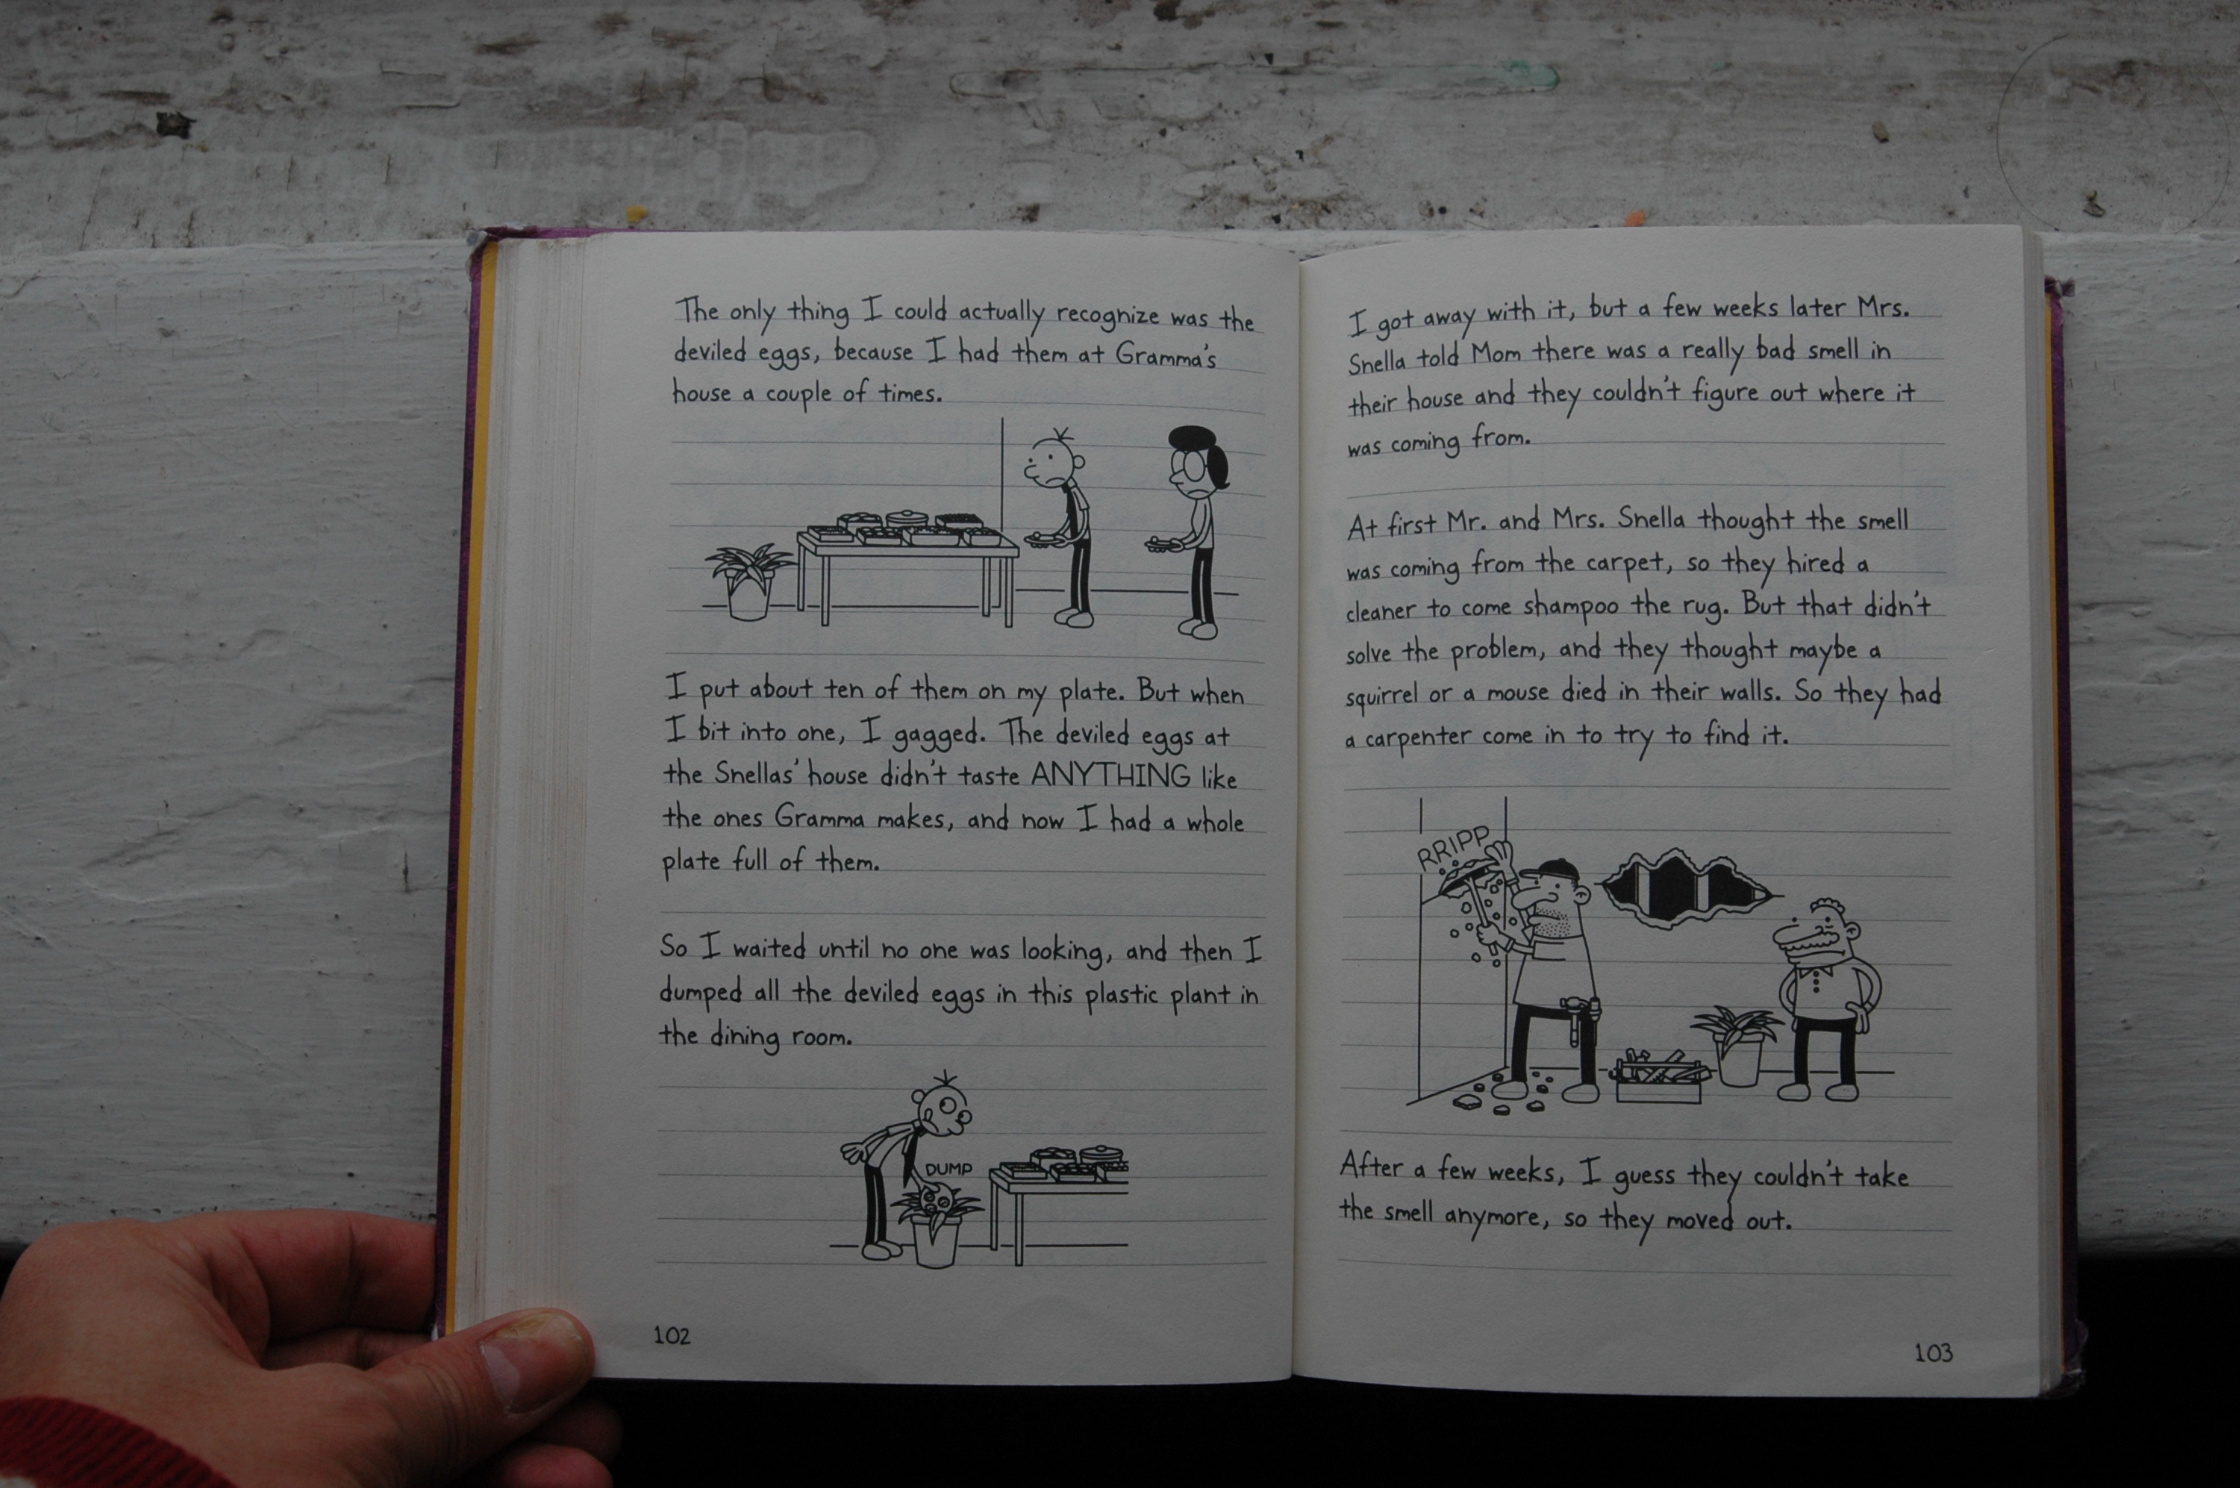 The only thing I could actually recognize was the
deviled eggs, because I had them at Gramma's
house a couple of times.
I put about ten of them on my plate. But when
I bit into one, I gagged. The deviled eggs at
the Snellas' house didn't taste ANYTHING like
the ones Gramma makes, and now I had a whole
plate full of them.
So I waited until no one was looking, and then I
dumped all the deviled eggs in this plastic plant in
the dining room.
DUMP
102
I got away with it, but a few weeks later Mrs.
Snella told Mom there was a really bad smell in
their house and they couldn't figure out where it
was coming from.
At first Mr. and Mrs. Snella thought the smell
was coming from the carpet, so they hired a
cleaner to come shampoo the rug. But that didn't
solve the problem, and they thought maybe a
squirrel or a mouse died in their walls. So they had
a carpenter come in to try to find it.
RRIPP
After a few weeks, I guess they couldn't take
the smell anymore, so they moved out.
103